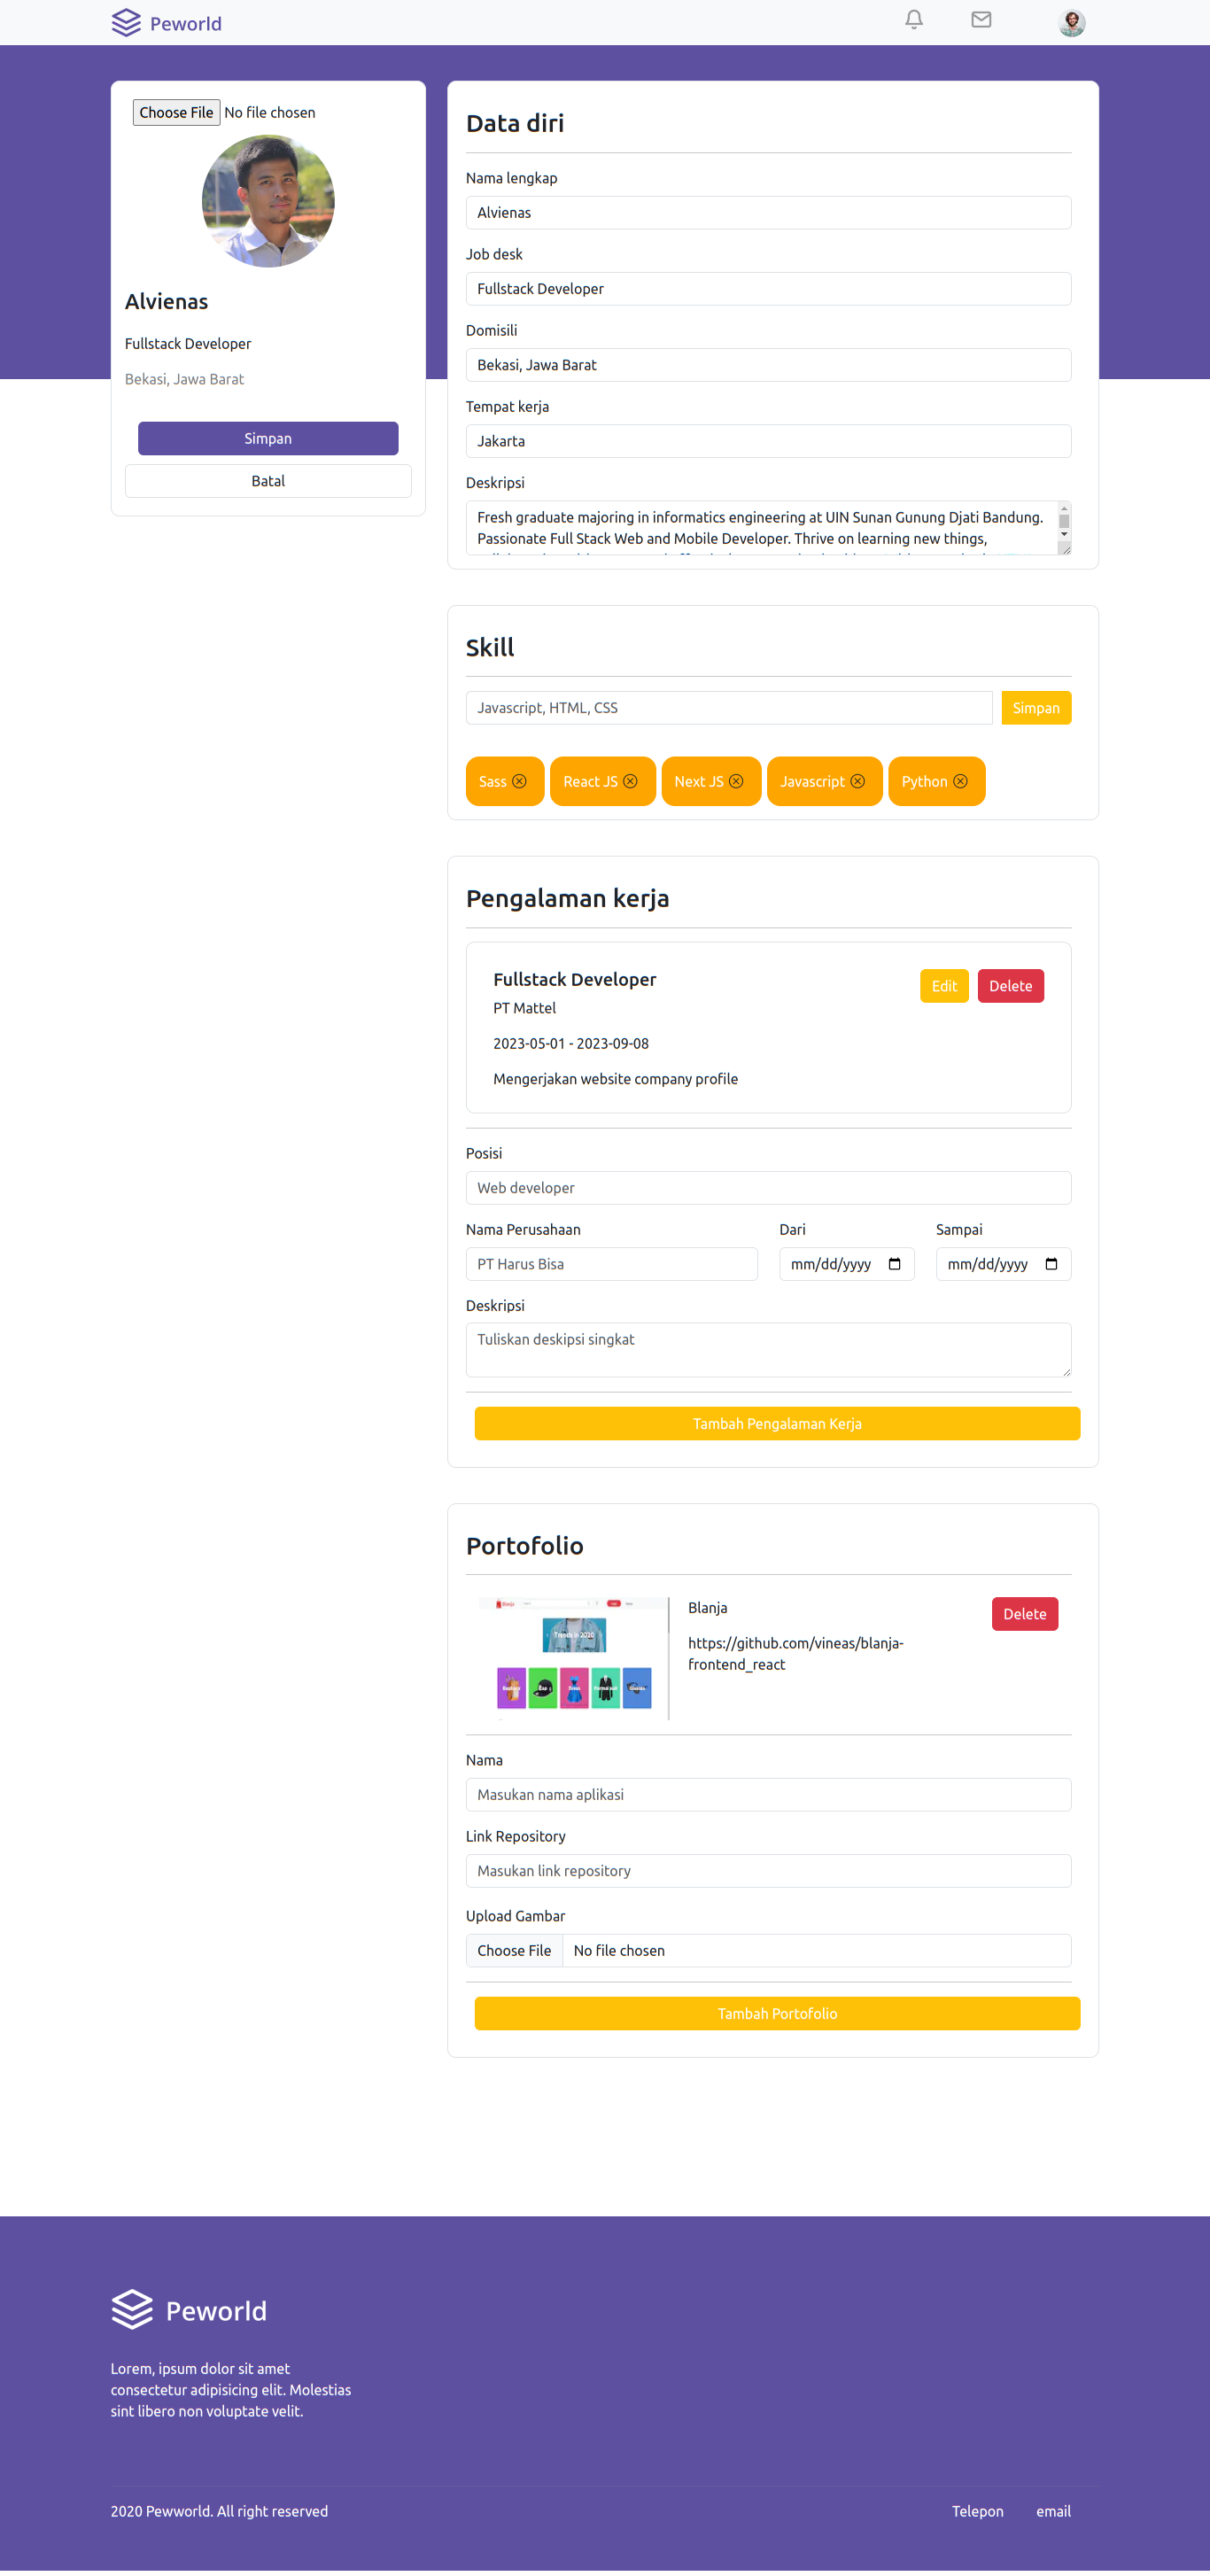 Peworld
Choose File No file chosen
Alvienas
Fullstack Developer
Bekasi, Jawa Barat
Simpan
Batal
Data diri
Nama lengkap
Alvienas
Job desk
Fullstack Developer
Domisili
Bekasi, Jawa Barat
Tempat kerja
Jakarta
Deskripsi
Fresh graduate majoring in informatics engineering at UIN Sunan Gunung Djati Bandung.
Passionate Full Stack Web and Mobile Developer. Thrive on learning new things,
Skill
Javascript, HTML, CSS
Simpan
Sass
React JS
Next JS
Javascript
Python
Pengalaman kerja
Fullstack Developer
Edit
Delete
PT Mattel
2023-05-01 - 2023-09-08
Mengerjakan website company profile
Posisi
Web developer
Nama Perusahaan
Dari
Sampai
PT Harus Bisa
mm/dd/yyyy
mm/dd/yyyy
Deskripsi
Tuliskan deskipsi singkat
Tambah Pengalaman Kerja
Portofolio
Blanja
Trends in 2020
Blanja
https://github.com/vineas/blanja-
frontend_react
Delete
Nama
Masukan nama aplikasi
Link Repository
Masukan link repository
Upload Gambar
Choose File No file chosen
Tambah Portofolio
Peworld
Lorem, ipsum dolor sit amet
consectetur adipisicing elit. Molestias
sint libero non voluptate velit.
2020 Pewworld. All right reserved
Telepon
email